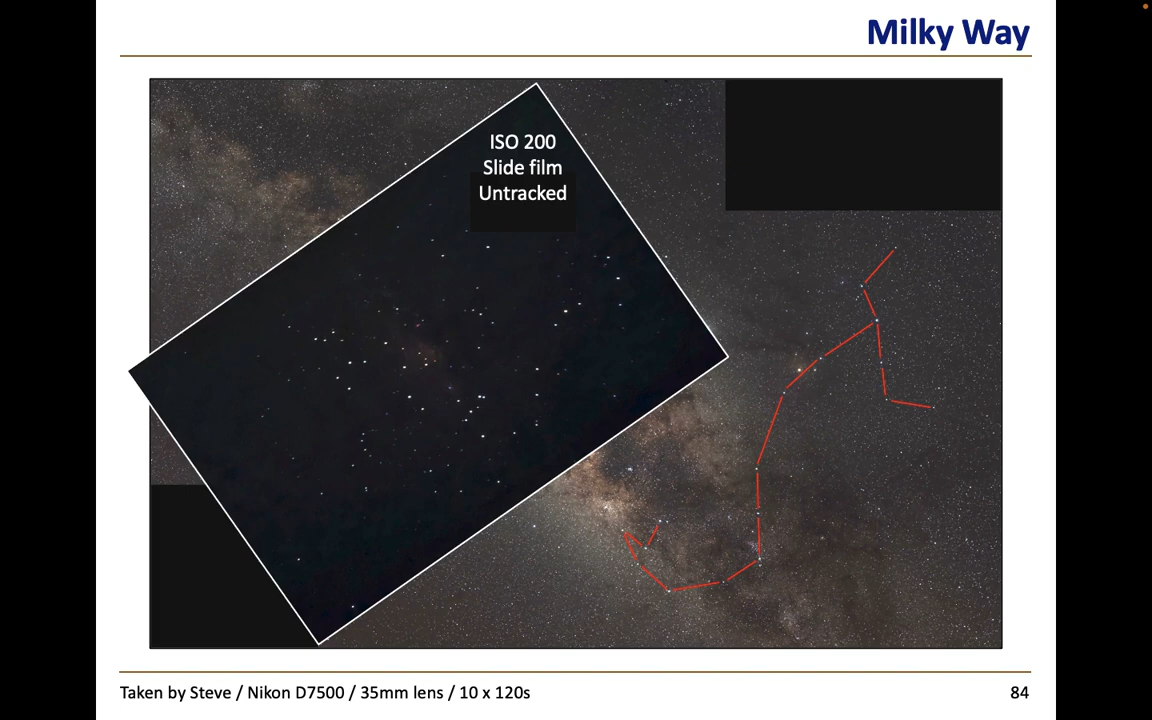 Milky Way
ISO 200
Slide film
Untracked
Taken by Steve / Nikon D7500 / 35mm lens / 10 x 120s
84